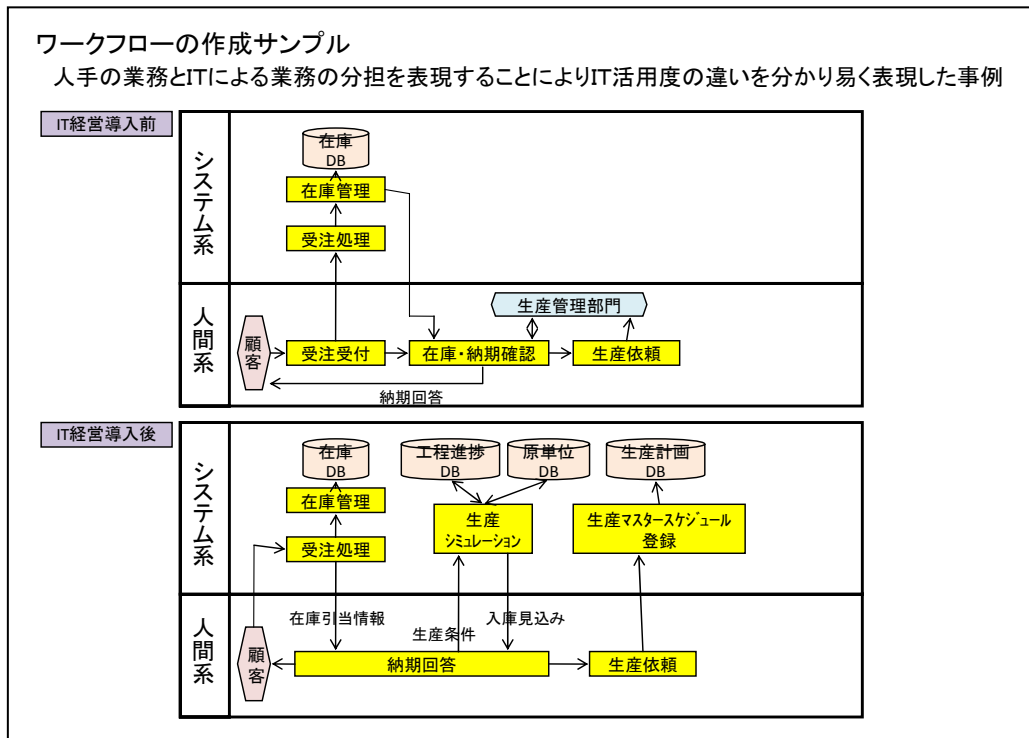 ワークフローの作成サンプル
人手の業務とITによる業務の分担を表現することによりIT活用度の違いを分かり易く表現した事例
IT経営導入前
システム系
在庫
DB
在庫管理
受注処理
人間系
生産管理部門
顧客
受注受付
在庫・納期確認
生産依頼
納期回答
IT経営導入後
システム系
在庫
DB
工程進捗
DB
原単位
DB
生産計画
DB
在庫管理
受注処理
生産
シミュレーション
生産マスタースケジュール
登録
人間系
在庫引当情報
生産条件
入庫見込み
顧客
納期回答
生産依頼